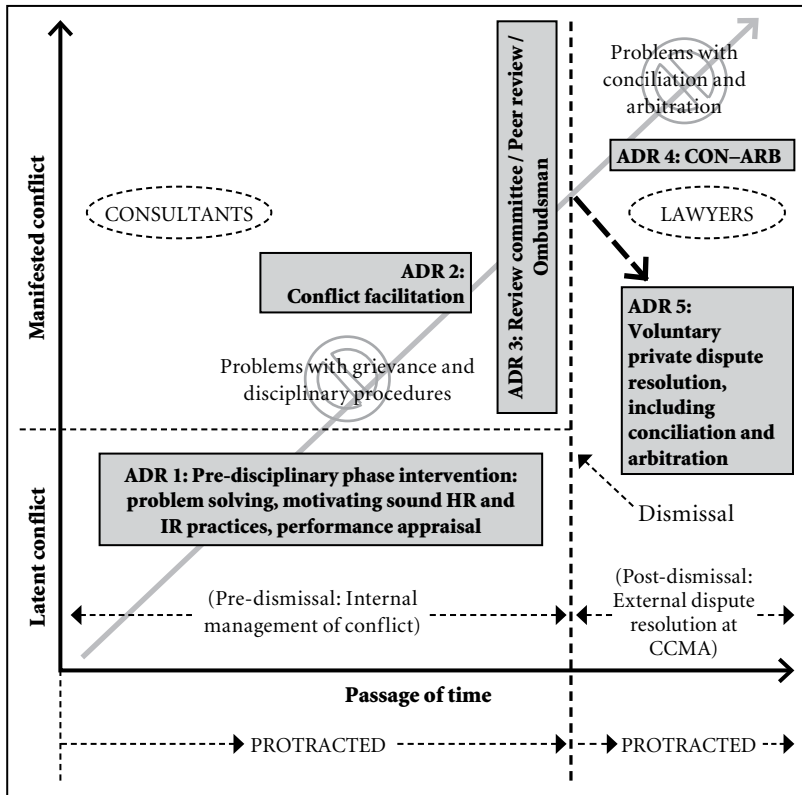 Problems with
conciliation and
arbitration
ADR 4: CON–ARB
CONSULTANTS
LAWYERS
ADR 3: Review committee / Peer review /
Ombudsman
ADR 2:
Conflict facilitation
ADR 5:
Voluntary
private dispute
resolution,
including
conciliation and
arbitration
Problems with grievance and
disciplinary procedures
Manifested conflict
ADR 1: Pre-disciplinary phase intervention:
problem solving, motivating sound HR and
IR practices, performance appraisal
Dismissal
Latent conflict
(Pre-dismissal: Internal
management of conflict)
(Post-dismissal:
External dispute
resolution at
CCMA)
Passage of time
PROTRACTED
PROTRACTED